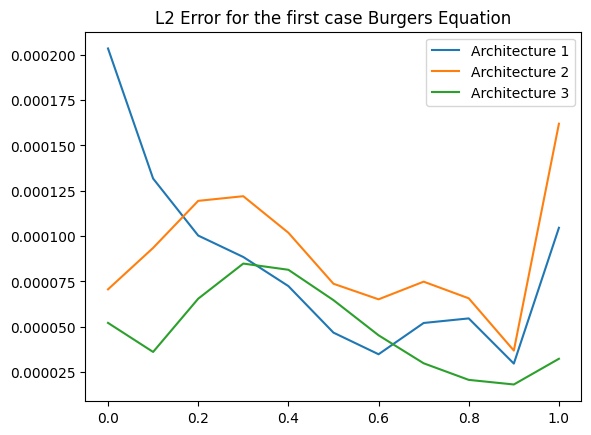 L2 Error for the first case Burgers Equation
Architecture 1
Architecture 2
Architecture 3
0.000200
0.000175
0.000150
0.000125
0.000100
0.000075
0.000050
0.000025
0.0 0.2 0.4 0.6 0.8 1.0